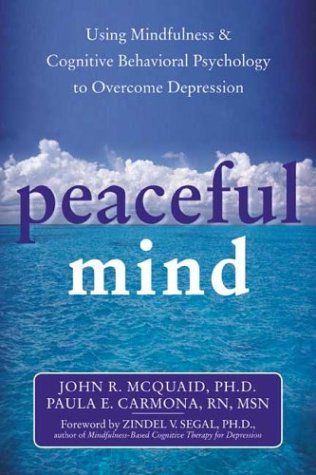 Using Mindfulness &
Cognitive Behavioral Psychology
to Overcome Depression
peaceful
mind
JOHN R. MCQUAID, PH.D.
PAULA E. CARMONA, RN, MSN
Foreword by ZINDEL V. SEGAL, PH.D.,
author of Mindfulness-Based Cognitive Therapy for Depression